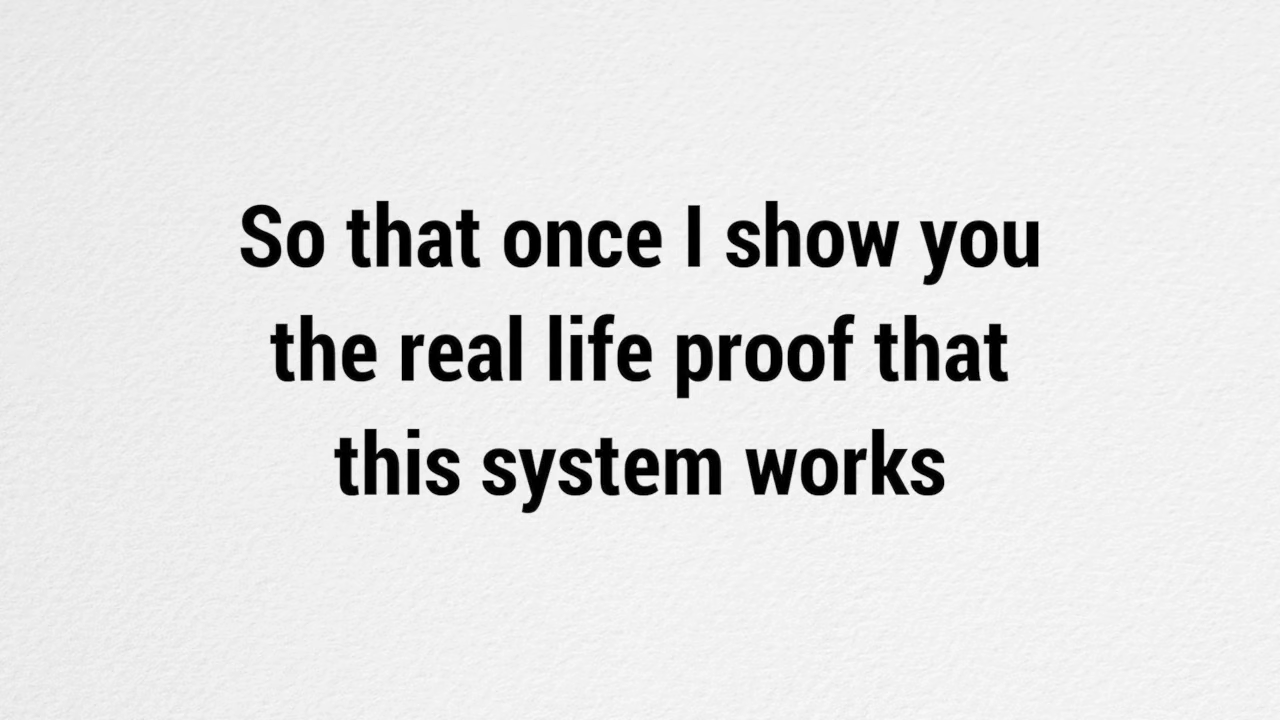 So that once I show you
the real life proof that
this system works